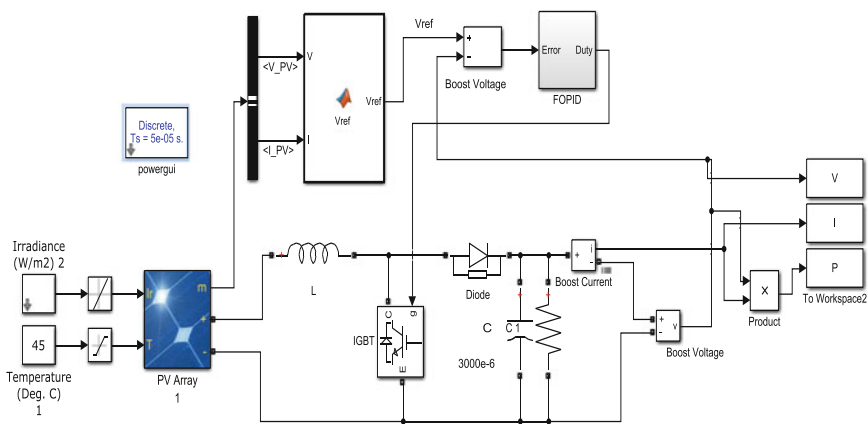 Vref
<V_PV>
V
<I_PV>
I
Vref
Vref
+
-
Boost Voltage
Error
Duty
FOPID
Discrete,
Ts = 5e-05 s.
powergui
V
I
P
To Workspace2
Irradiance
(W/m2) 2
Ir
m
+
-
T
45
Temperature
(Deg. C)
1
PV Array
1
L
Diode
IGBT
C
g
E
C
C 1
3000e-6
+
i
-
Boost Current
+
-
v
Boost Voltage
x
Product